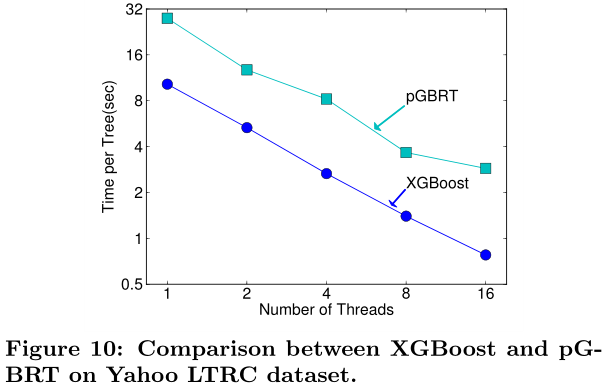 32
16
8
4
2
1
0.5
Time per Tree(sec)
pGBRT
XGBoost
1 2 4 8 16
Number of Threads
Figure 10: Comparison between XGBoost and pG-
BRT on Yahoo LTRC dataset.